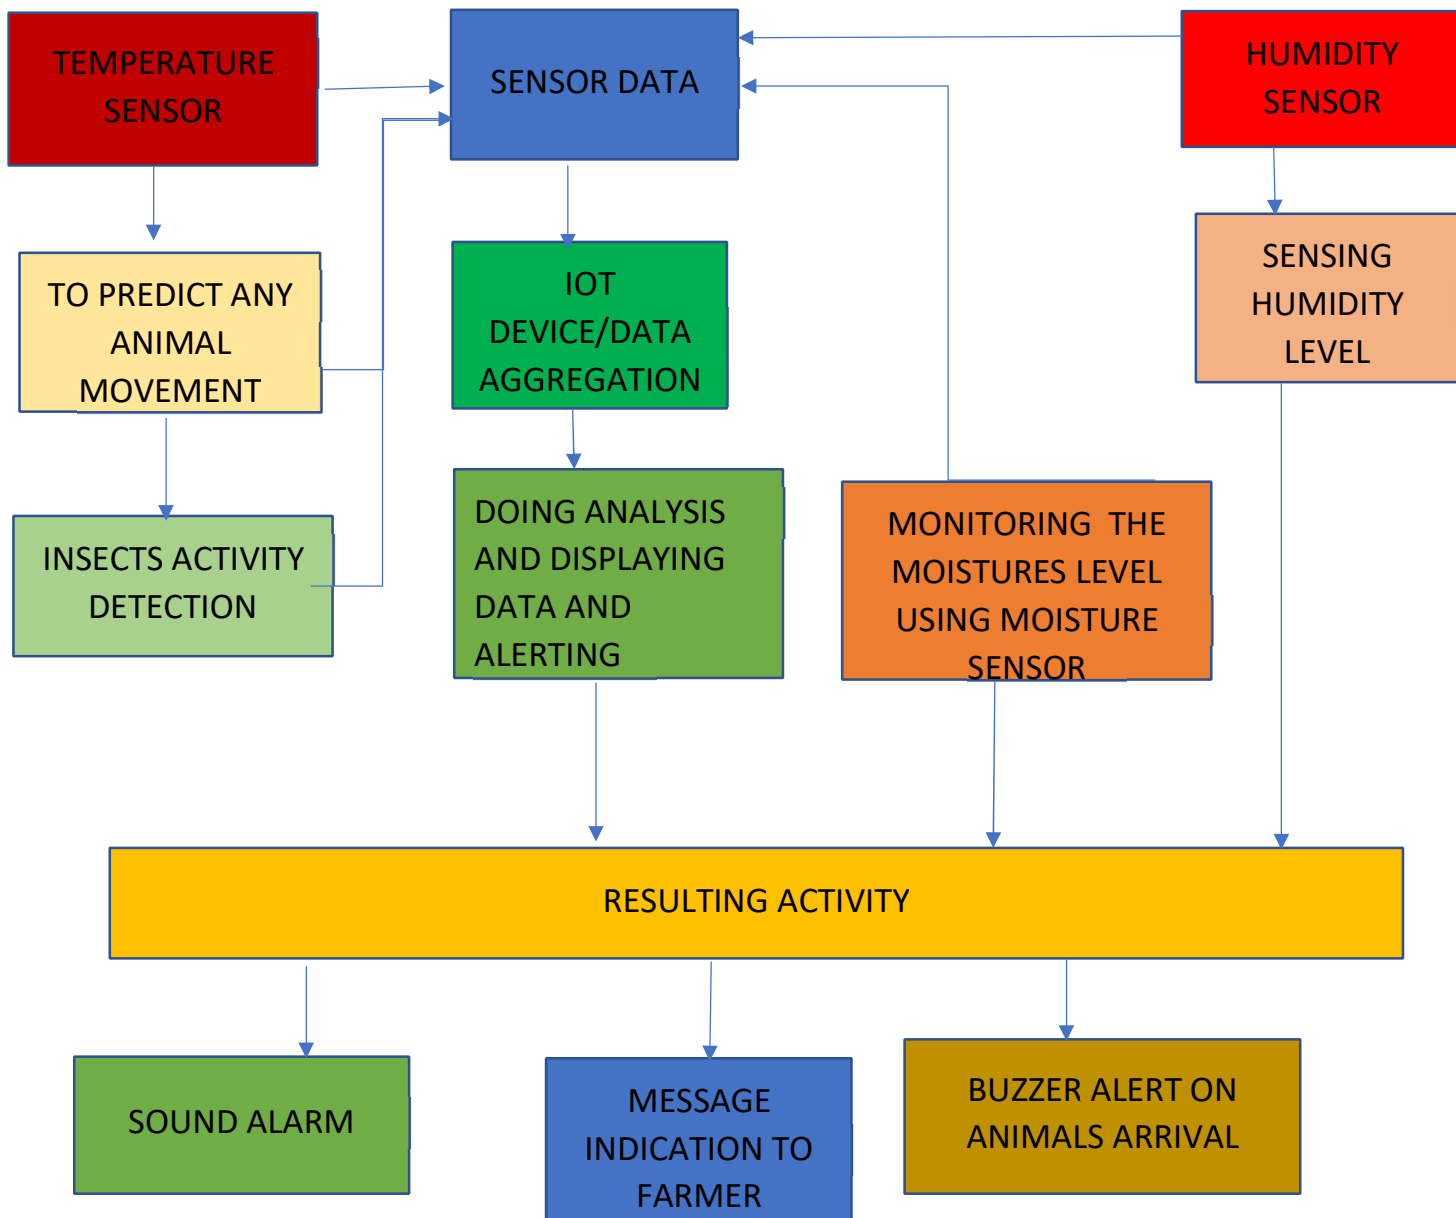 TEMPERATURE
SENSOR
SENSOR DATA
HUMIDITY
SENSOR
TO PREDICT ANY
ANIMAL
MOVEMENT
IOT
DEVICE/DATA
AGGREGATION
SENSING
HUMIDITY
LEVEL
INSECTS ACTIVITY
DETECTION
DOING ANALYSIS
AND DISPLAYING
DATA AND
ALERTING
MONITORING  THE
MOISTURES LEVEL
USING MOISTURE
SENSOR
RESULTING ACTIVITY
SOUND ALARM
MESSAGE
INDICATION TO
FARMER
BUZZER ALERT ON
ANIMALS ARRIVAL